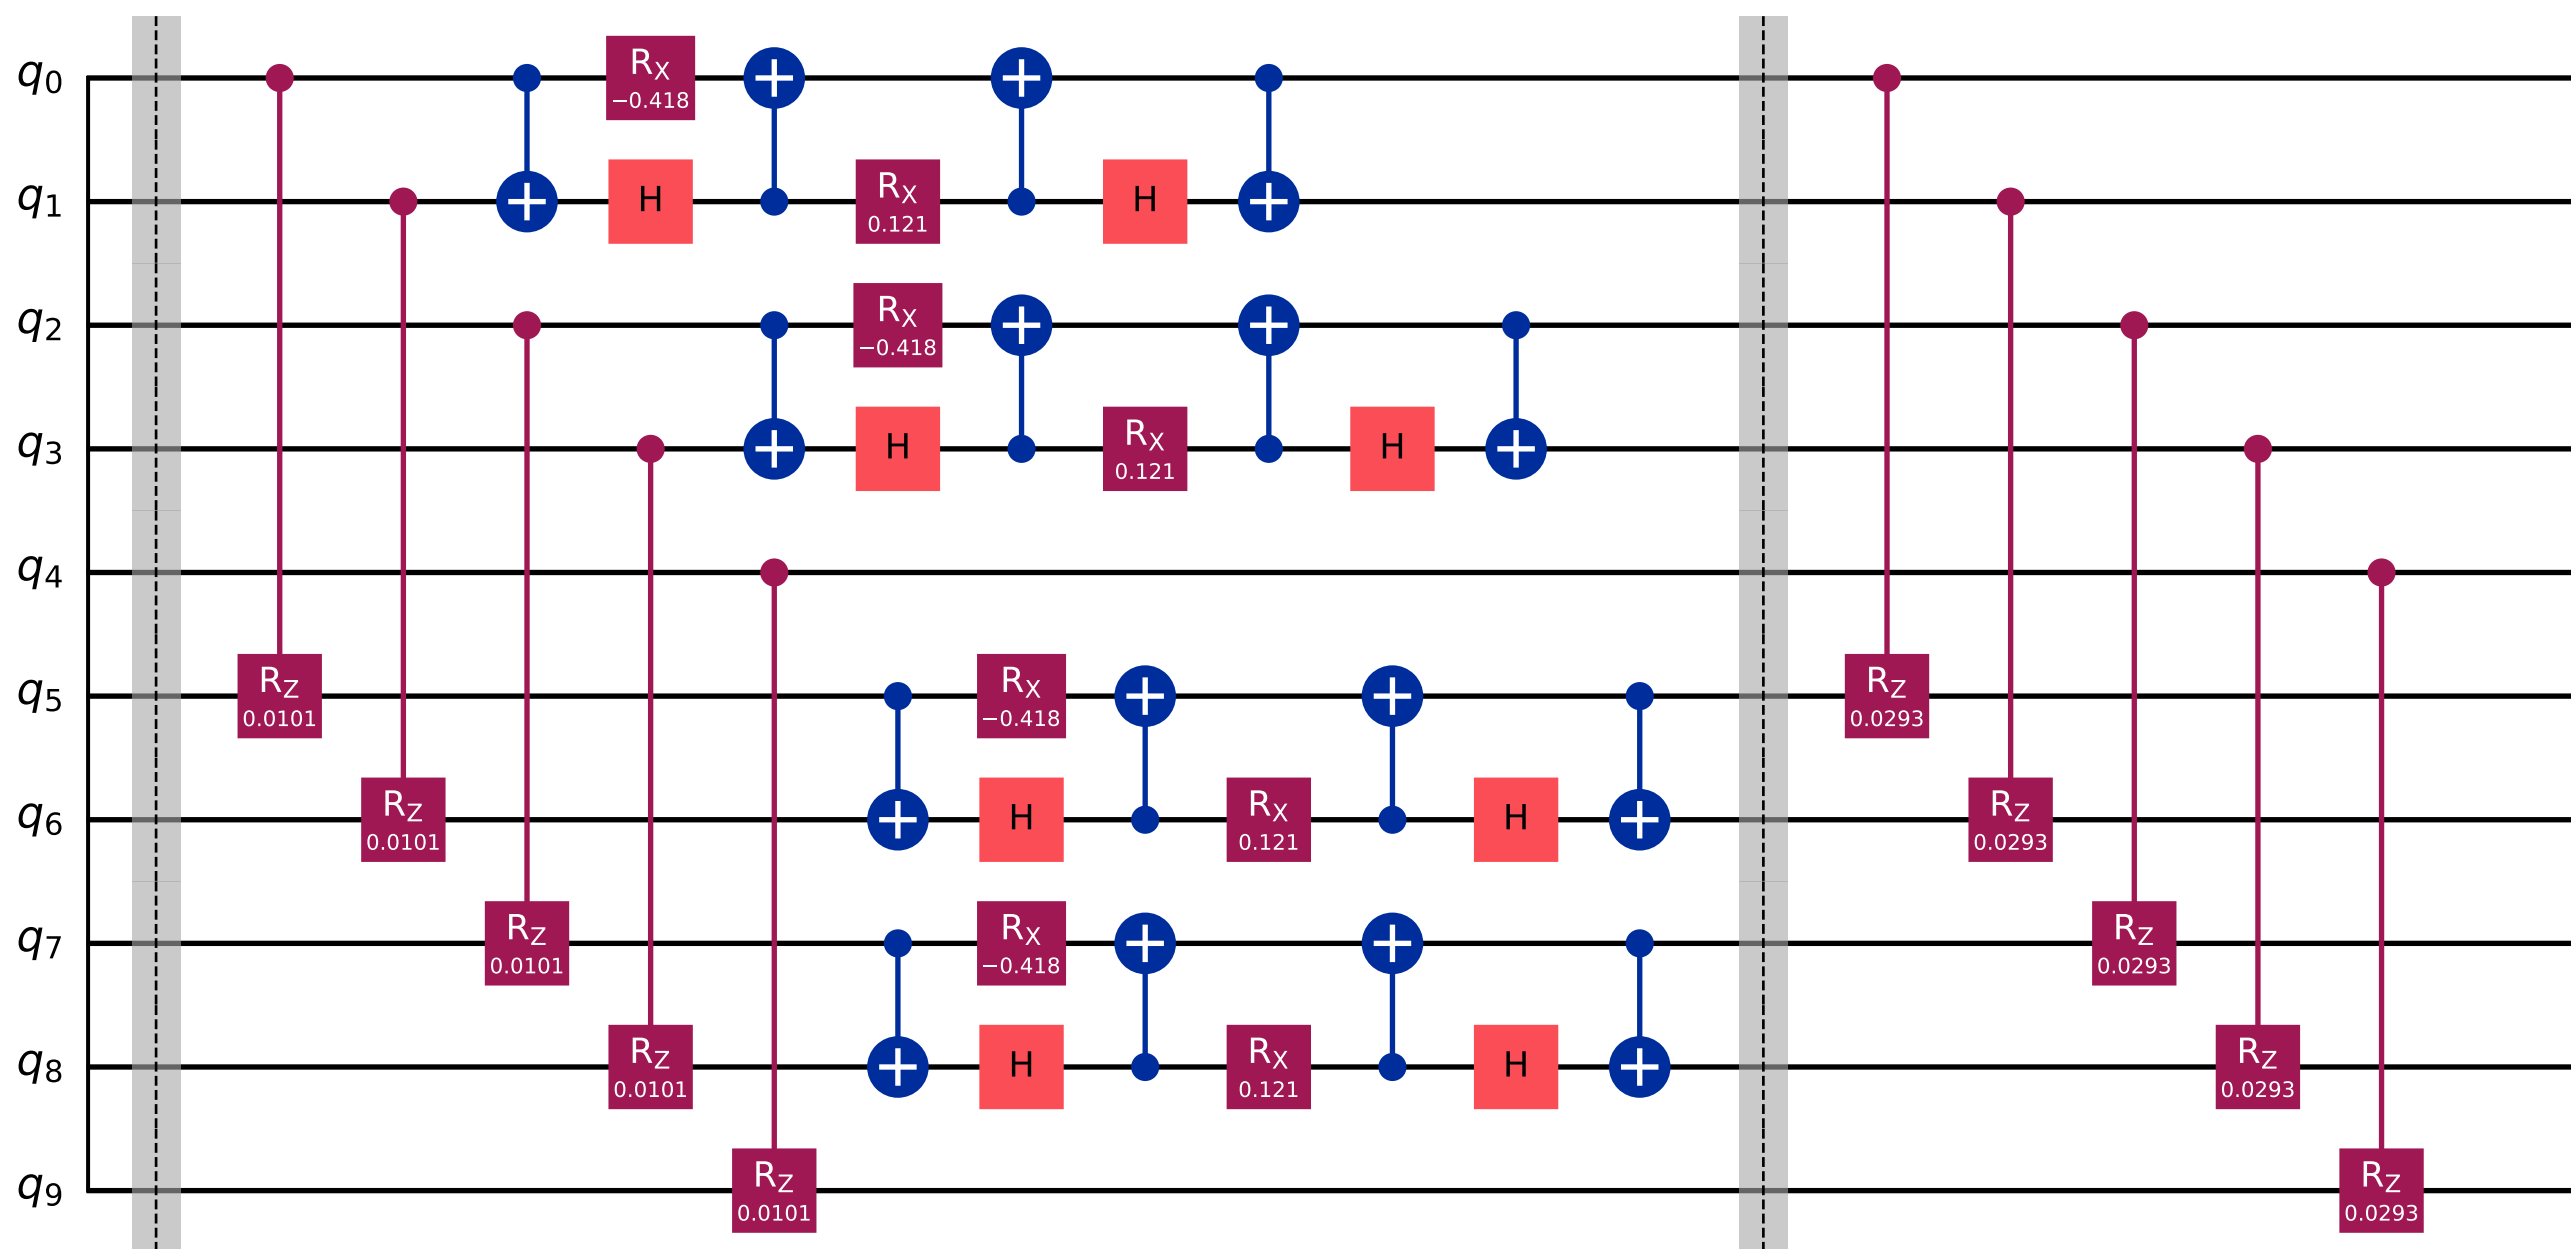 q0
RX
−0.418
q1
H
RX
0.121
H
q2
RX
−0.418
q3
H
RX
0.121
H
q4
q5
RZ
0.0101
RX
−0.418
RZ
0.0293
q6
RZ
0.0101
H
RX
0.121
H
RZ
0.0293
q7
RZ
0.0101
RX
−0.418
RZ
0.0293
q8
RZ
0.0101
H
RX
0.121
H
RZ
0.0293
q9
RZ
0.0101
RZ
0.0293